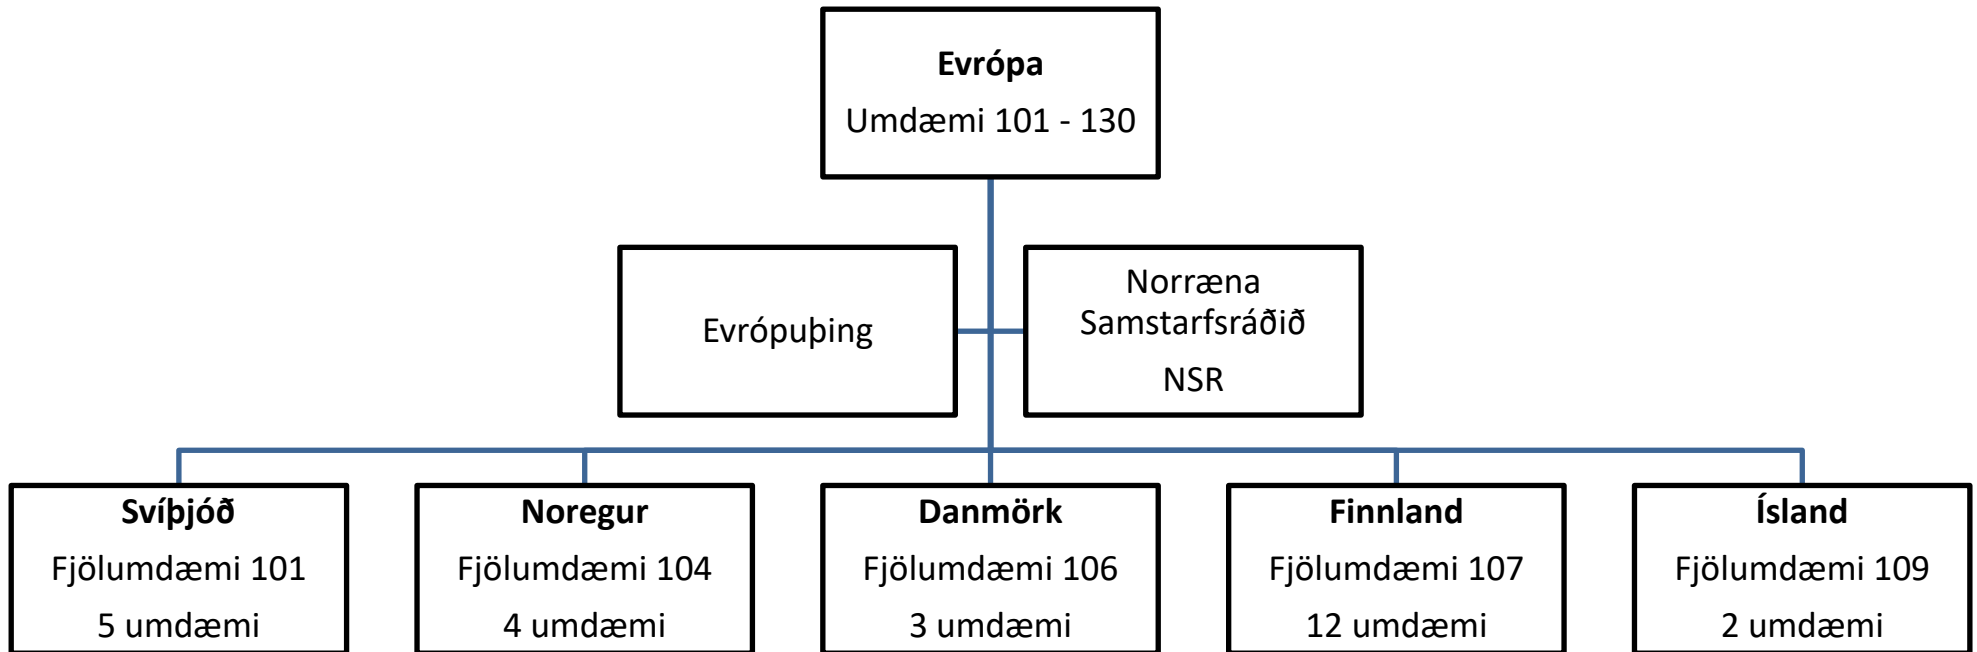 Evrópa
Umdæmi 101 - 130
Evrópuþing
Norræna
Samstarfsráðið
NSR
Svíþjóð
Fjölumdæmi 101
5 umdæmi
Noregur
Fjölumdæmi 104
4 umdæmi
Danmörk
Fjölumdæmi 106
3 umdæmi
Finnland
Fjölumdæmi 107
12 umdæmi
Ísland
Fjölumdæmi 109
2 umdæmi